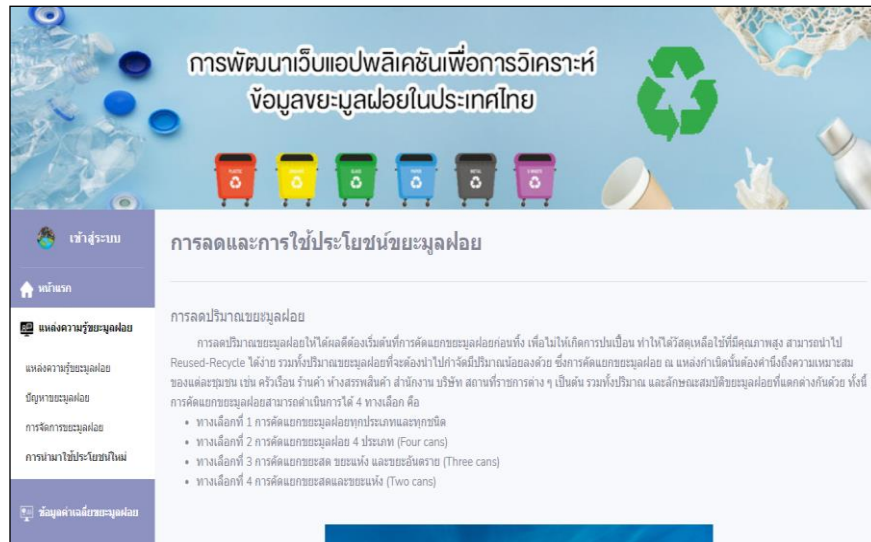 การพัฒนาเว็บแอปพลิเคชันเพื่อการวิเคราะห์
ข้อมูลขยะมูลฝอยในประเทศไทย
เข้าสู่ระบบ
หน้าแรก
แหล่งความรู้ขยะมูลฝอย
แหล่งความรู้ขยะมูลฝอย
ปัญหาขยะมูลฝอย
การจัดการขยะมูลฝอย
การนำมาใช้ประโยชน์ใหม่
ข้อมูลค่าเฉลี่ยขยะมูลฝอย
การลดและการใช้ประโยชน์ขยะมูลฝอย
การลดปริมาณขยะมูลฝอย
การลดปริมาณขยะมูลฝอยให้ได้ผลดีต้องเริ่มต้นที่การคัดแยกขยะมูลฝอยก่อนทิ้ง เพื่อไม่ให้เกิดการปนเปื้อน ทำให้ได้วัสดุเหลือใช้ที่มีคุณภาพสูง สามารถนำไป
Reused-Recycle ได้ง่าย รวมทั้งปริมาณขยะมูลฝอยที่จะต้องนำไปกำจัดมีปริมาณน้อยลงด้วย ซึ่งการคัดแยกขยะมูลฝอย ณ แหล่งกำเนิดนั้นต้องคำนึงถึงความเหมาะสม
ของแต่ละชุมชน เช่น ครัวเรือน ร้านค้า ห้างสรรพสินค้า สำนักงาน บริษัท สถานที่ราชการต่าง ๆ เป็นต้น รวมทั้งปริมาณ และลักษณะสมบัติขยะมูลฝอยที่แตกต่างกันด้วย ทั้งนี้
การคัดแยกขยะมูลฝอยสามารถดำเนินการได้ 4 ทางเลือก คือ
• ทางเลือกที่ 1 การคัดแยกขยะมูลฝอยทุกประเภทและทุกชนิด
• ทางเลือกที่ 2 การคัดแยกขยะมูลฝอย 4 ประเภท (Four cans)
• ทางเลือกที่ 3 การคัดแยกขยะสด ขยะแห้ง และขยะอันตราย (Three cans)
• ทางเลือกที่ 4 การคัดแยกขยะสดและขยะแห้ง (Two cans)